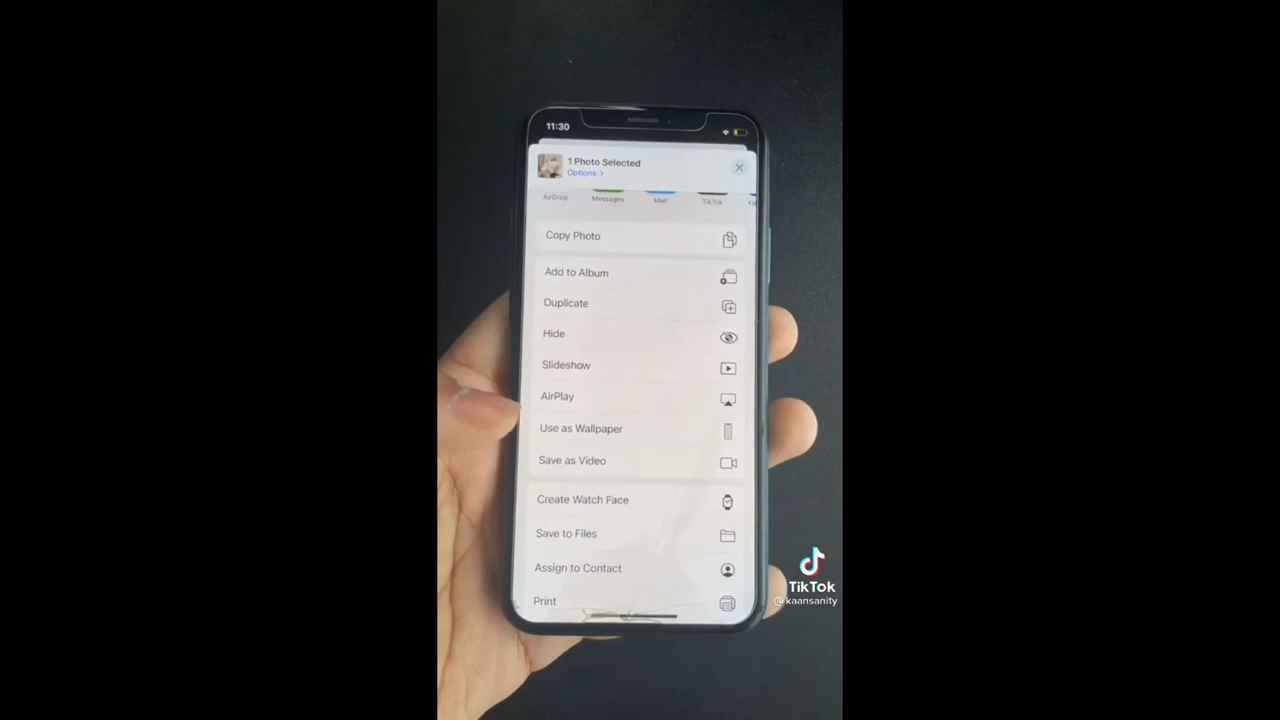 11:30
1 Photo Selected
Options >
AirDrop
Messages
Mail
TikTok
Copy Photo
Add to Album
Duplicate
Hide
Slideshow
AirPlay
Use as Wallpaper
Save as Video
Create Watch Face
Save to Files
Assign to Contact
Print
TikTok
@kaansanity